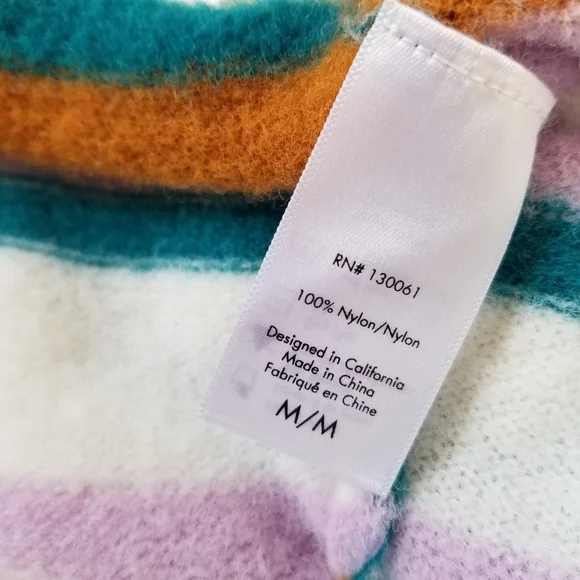 RN# 130061
100% Nylon/Nylon
Designed in California
Made in China
Fabriqué en Chine
M/M